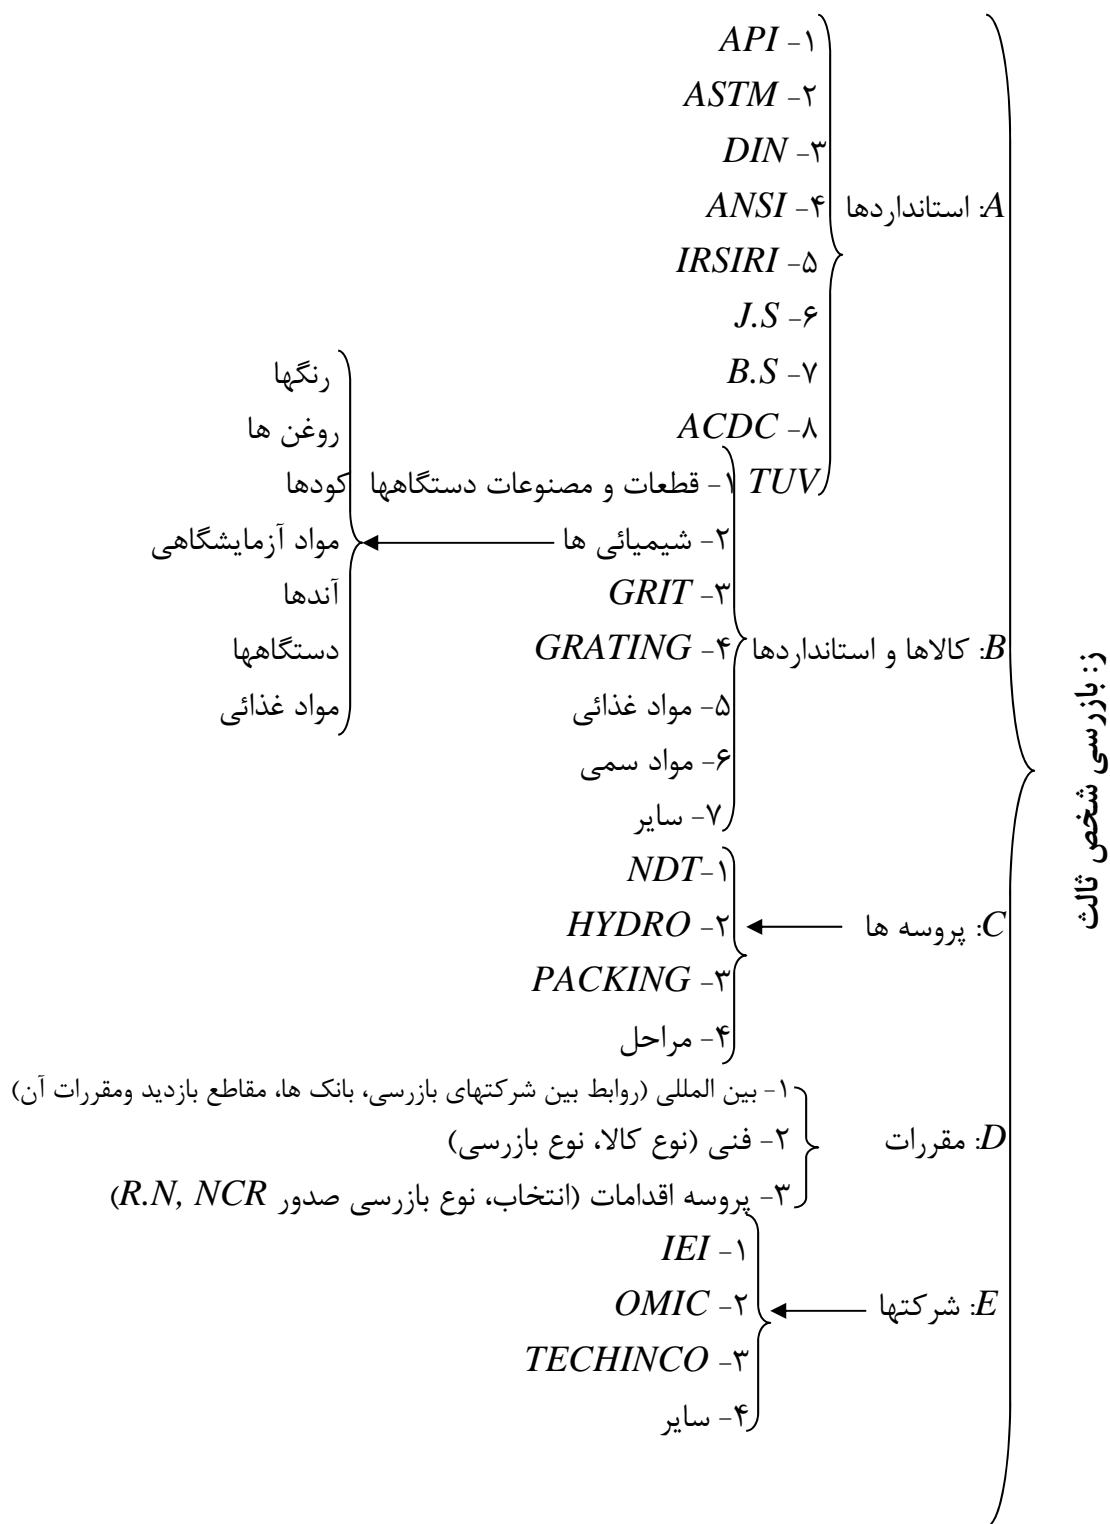 ز: بازرسی شخص ثالث
A: استانداردها
۱- API
۲- ASTM
۳- DIN
۴- ANSI
۵- IRSIRI
۶- J.S
۷- B.S
۸- ACDC
TUV
B: کالاها و استانداردها
۱- قطعات و مصنوعات دستگاهها
۲- شیمیائی ها
رنگها
روغن ها
کودها
مواد آزمایشگاهی
آندها
دستگاهها
مواد غذائی
۳- GRIT
۴- GRATING
۵- مواد غذائی
۶- مواد سمی
۷- سایر
C: پروسه ها
۱-NDT
۲- HYDRO
۳- PACKING
۴- مراحل
D: مقررات
۱- بین المللی (روابط بین شرکتهای بازرسی، بانک ها، مقاطع بازدید ومقررات آن)
۲- فنی (نوع کالا، نوع بازرسی)
۳- پروسه اقدامات (انتخاب، نوع بازرسی صدور R.N, NCR)
E: شرکتها
۱- IEI
۲- OMIC
۳- TECHINCO
۴- سایر